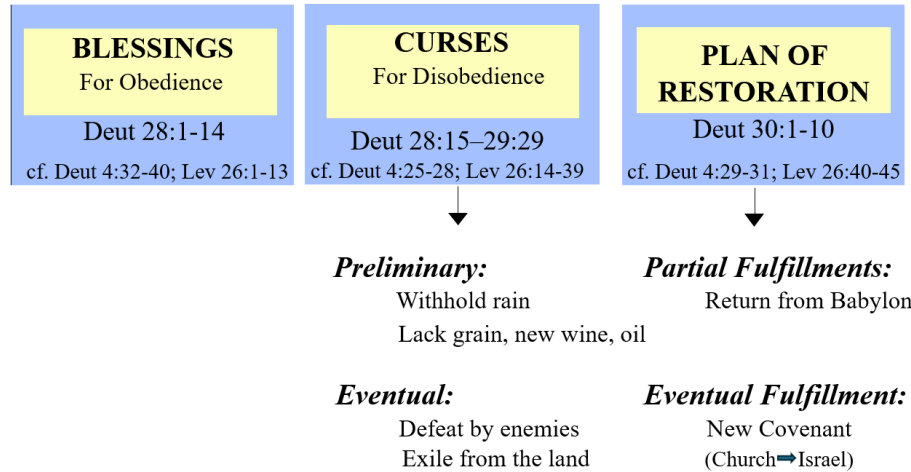 BLESSINGS
For Obedience
Deut 28:1-14
cf. Deut 4:32-40; Lev 26:1-13
CURSES
For Disobedience
Deut 28:15–29:29
cf. Deut 4:25-28; Lev 26:14-39
Preliminary:
Withhold rain
Lack grain, new wine, oil
Eventual:
Defeat by enemies
Exile from the land
PLAN OF
RESTORATION
Deut 30:1-10
cf. Deut 4:29-31; Lev 26:40-45
Partial Fulfillments:
Return from Babylon
Eventual Fulfillment:
New Covenant
(Church➡Israel)